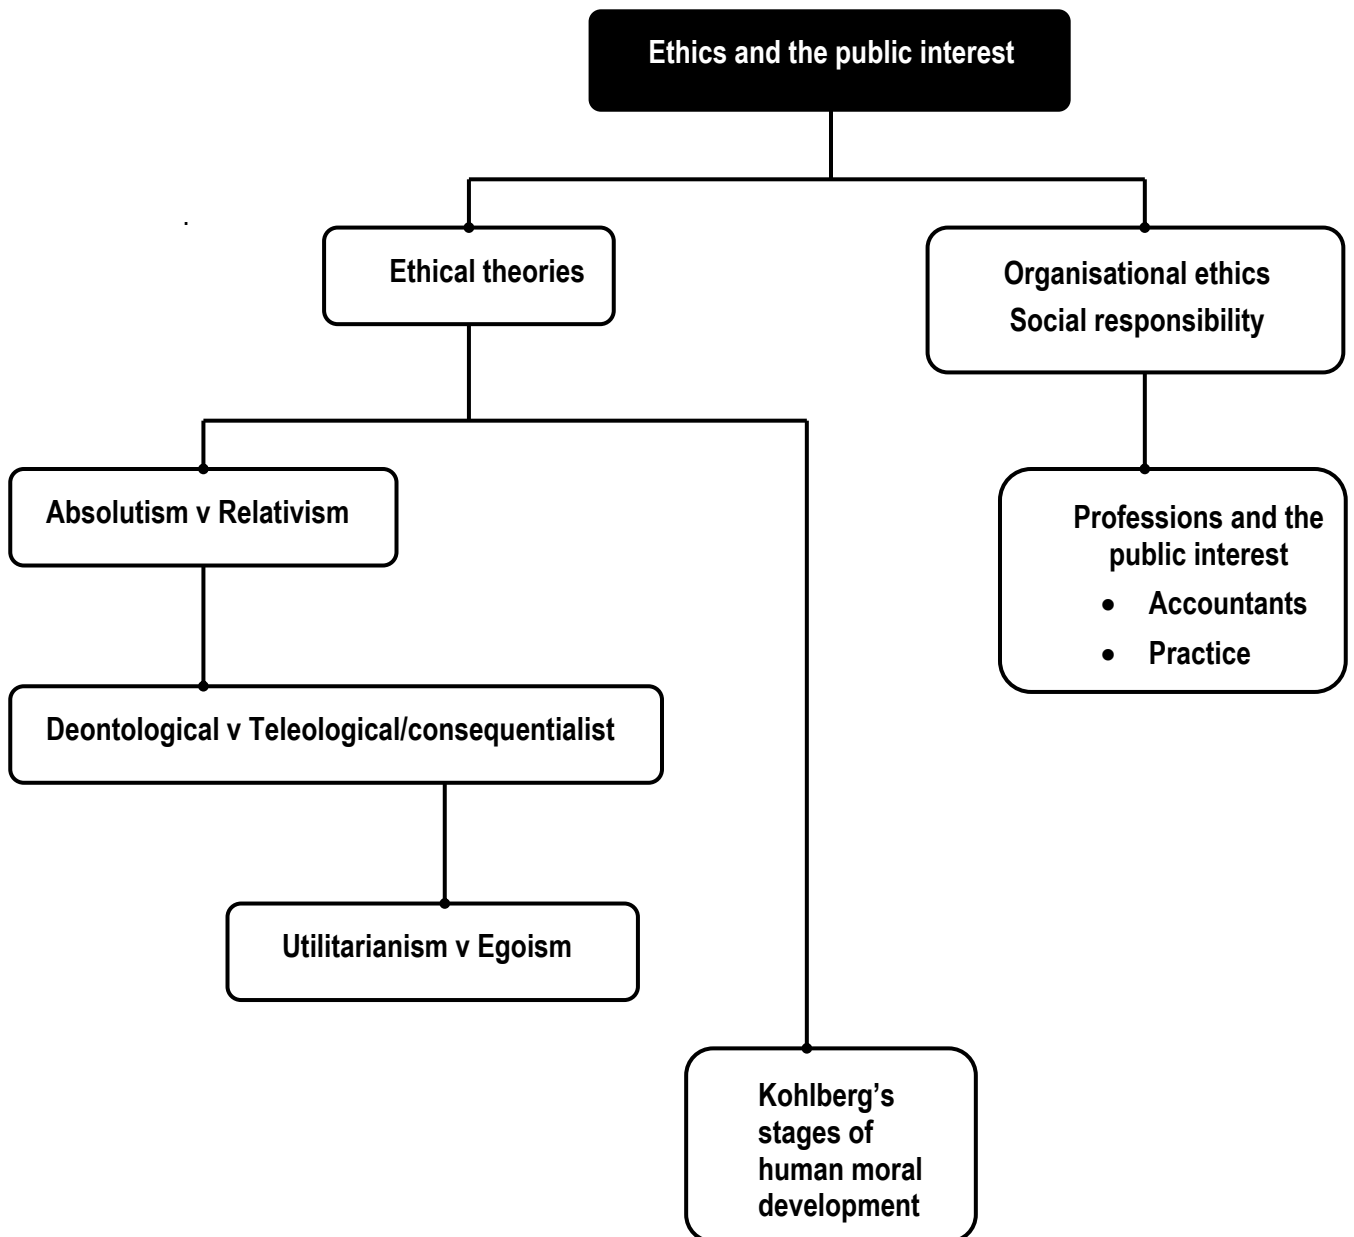 Ethics and the public interest
Ethical theories
Organisational ethics
Social responsibility
Absolutism v Relativism
Professions and the
public interest
• Accountants
• Practice
Deontological v Teleological/consequentialist
Utilitarianism v Egoism
Kohlberg’s
stages of
human moral
development